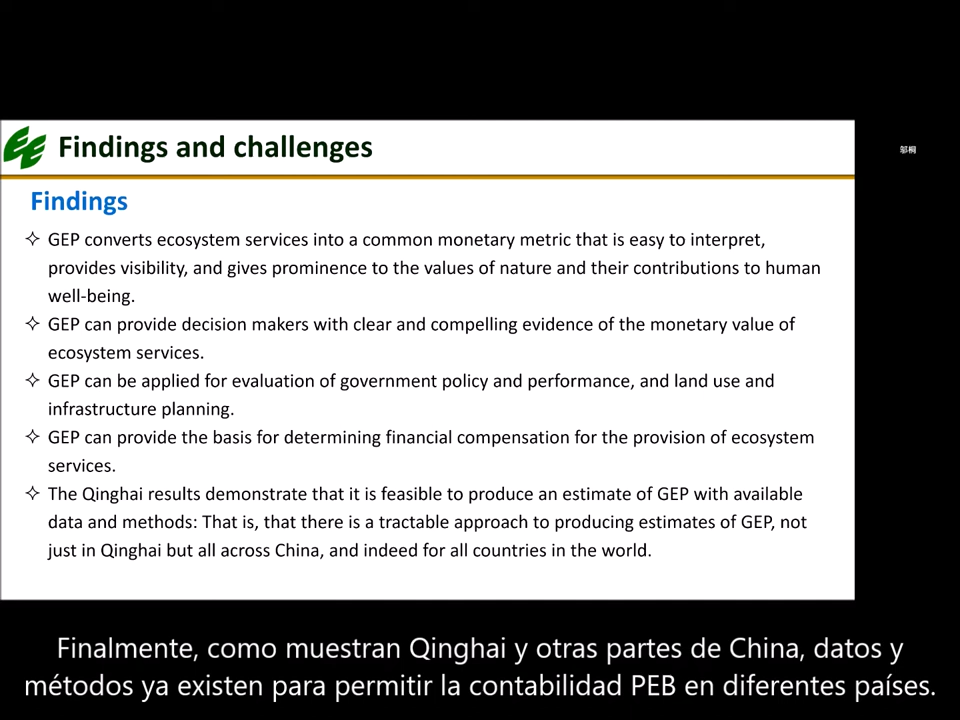 Findings and challenges
邬桐
Findings
✧ GEP converts ecosystem services into a common monetary metric that is easy to interpret,
provides visibility, and gives prominence to the values of nature and their contributions to human
well-being.
✧ GEP can provide decision makers with clear and compelling evidence of the monetary value of
ecosystem services.
✧ GEP can be applied for evaluation of government policy and performance, and land use and
infrastructure planning.
✧ GEP can provide the basis for determining financial compensation for the provision of ecosystem
services.
✧ The Qinghai results demonstrate that it is feasible to produce an estimate of GEP with available
data and methods: That is, that there is a tractable approach to producing estimates of GEP, not
just in Qinghai but all across China, and indeed for all countries in the world.
Finalmente, como muestran Qinghai y otras partes de China, datos y
métodos ya existen para permitir la contabilidad PEB en diferentes países.